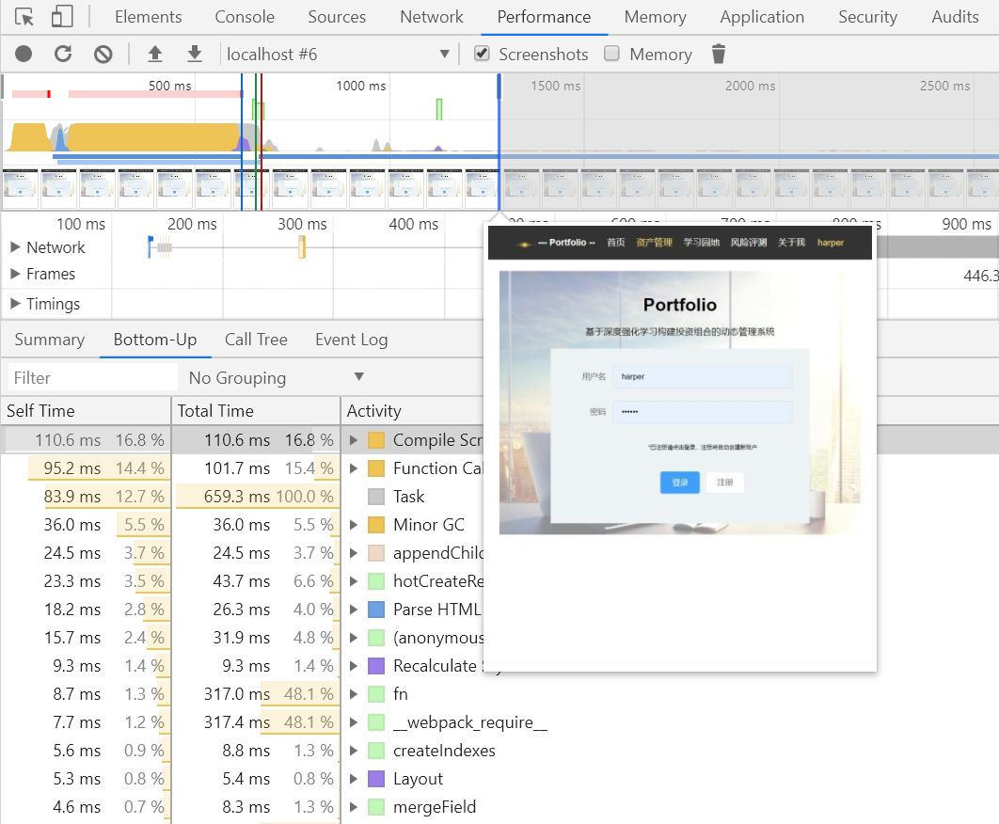 Elements Console Sources Network Performance Memory Application Security Audits
localhost #6 Screenshots Memory
500 ms 1000 ms 1500 ms 2000 ms 2500 ms
100 ms 200 ms 300 ms 400 ms 900 ms
Network
Frames 446.3
Timings
--- Portfolio -- 首页 资产管理 学习园地 风险评测 关于我 harper
Portfolio
基于深度强化学习构建投资组合的动态管理系统
用户名 harper
密码 ••••••
*已注册请点击登录，注册将自动创建新账户
登录 注册
Summary Bottom-Up Call Tree Event Log
Filter No Grouping
Self Time Total Time Activity
110.6 ms 16.8 % 110.6 ms 16.8 % Compile Scr
95.2 ms 14.4 % 101.7 ms 15.4 % Function Cal
83.9 ms 12.7 % 659.3 ms 100.0 % Task
36.0 ms 5.5 % 36.0 ms 5.5 % Minor GC
24.5 ms 3.7 % 24.5 ms 3.7 % appendChild
23.3 ms 3.5 % 43.7 ms 6.6 % hotCreateRe
18.2 ms 2.8 % 26.3 ms 4.0 % Parse HTML
15.7 ms 2.4 % 31.9 ms 4.8 % (anonymous
9.3 ms 1.4 % 9.3 ms 1.4 % Recalculate
8.7 ms 1.3 % 317.0 ms 48.1 % fn
7.7 ms 1.2 % 317.4 ms 48.1 % __webpack_require__
5.6 ms 0.9 % 8.8 ms 1.3 % createIndexes
5.3 ms 0.8 % 5.4 ms 0.8 % Layout
4.6 ms 0.7 % 8.3 ms 1.3 % mergeField